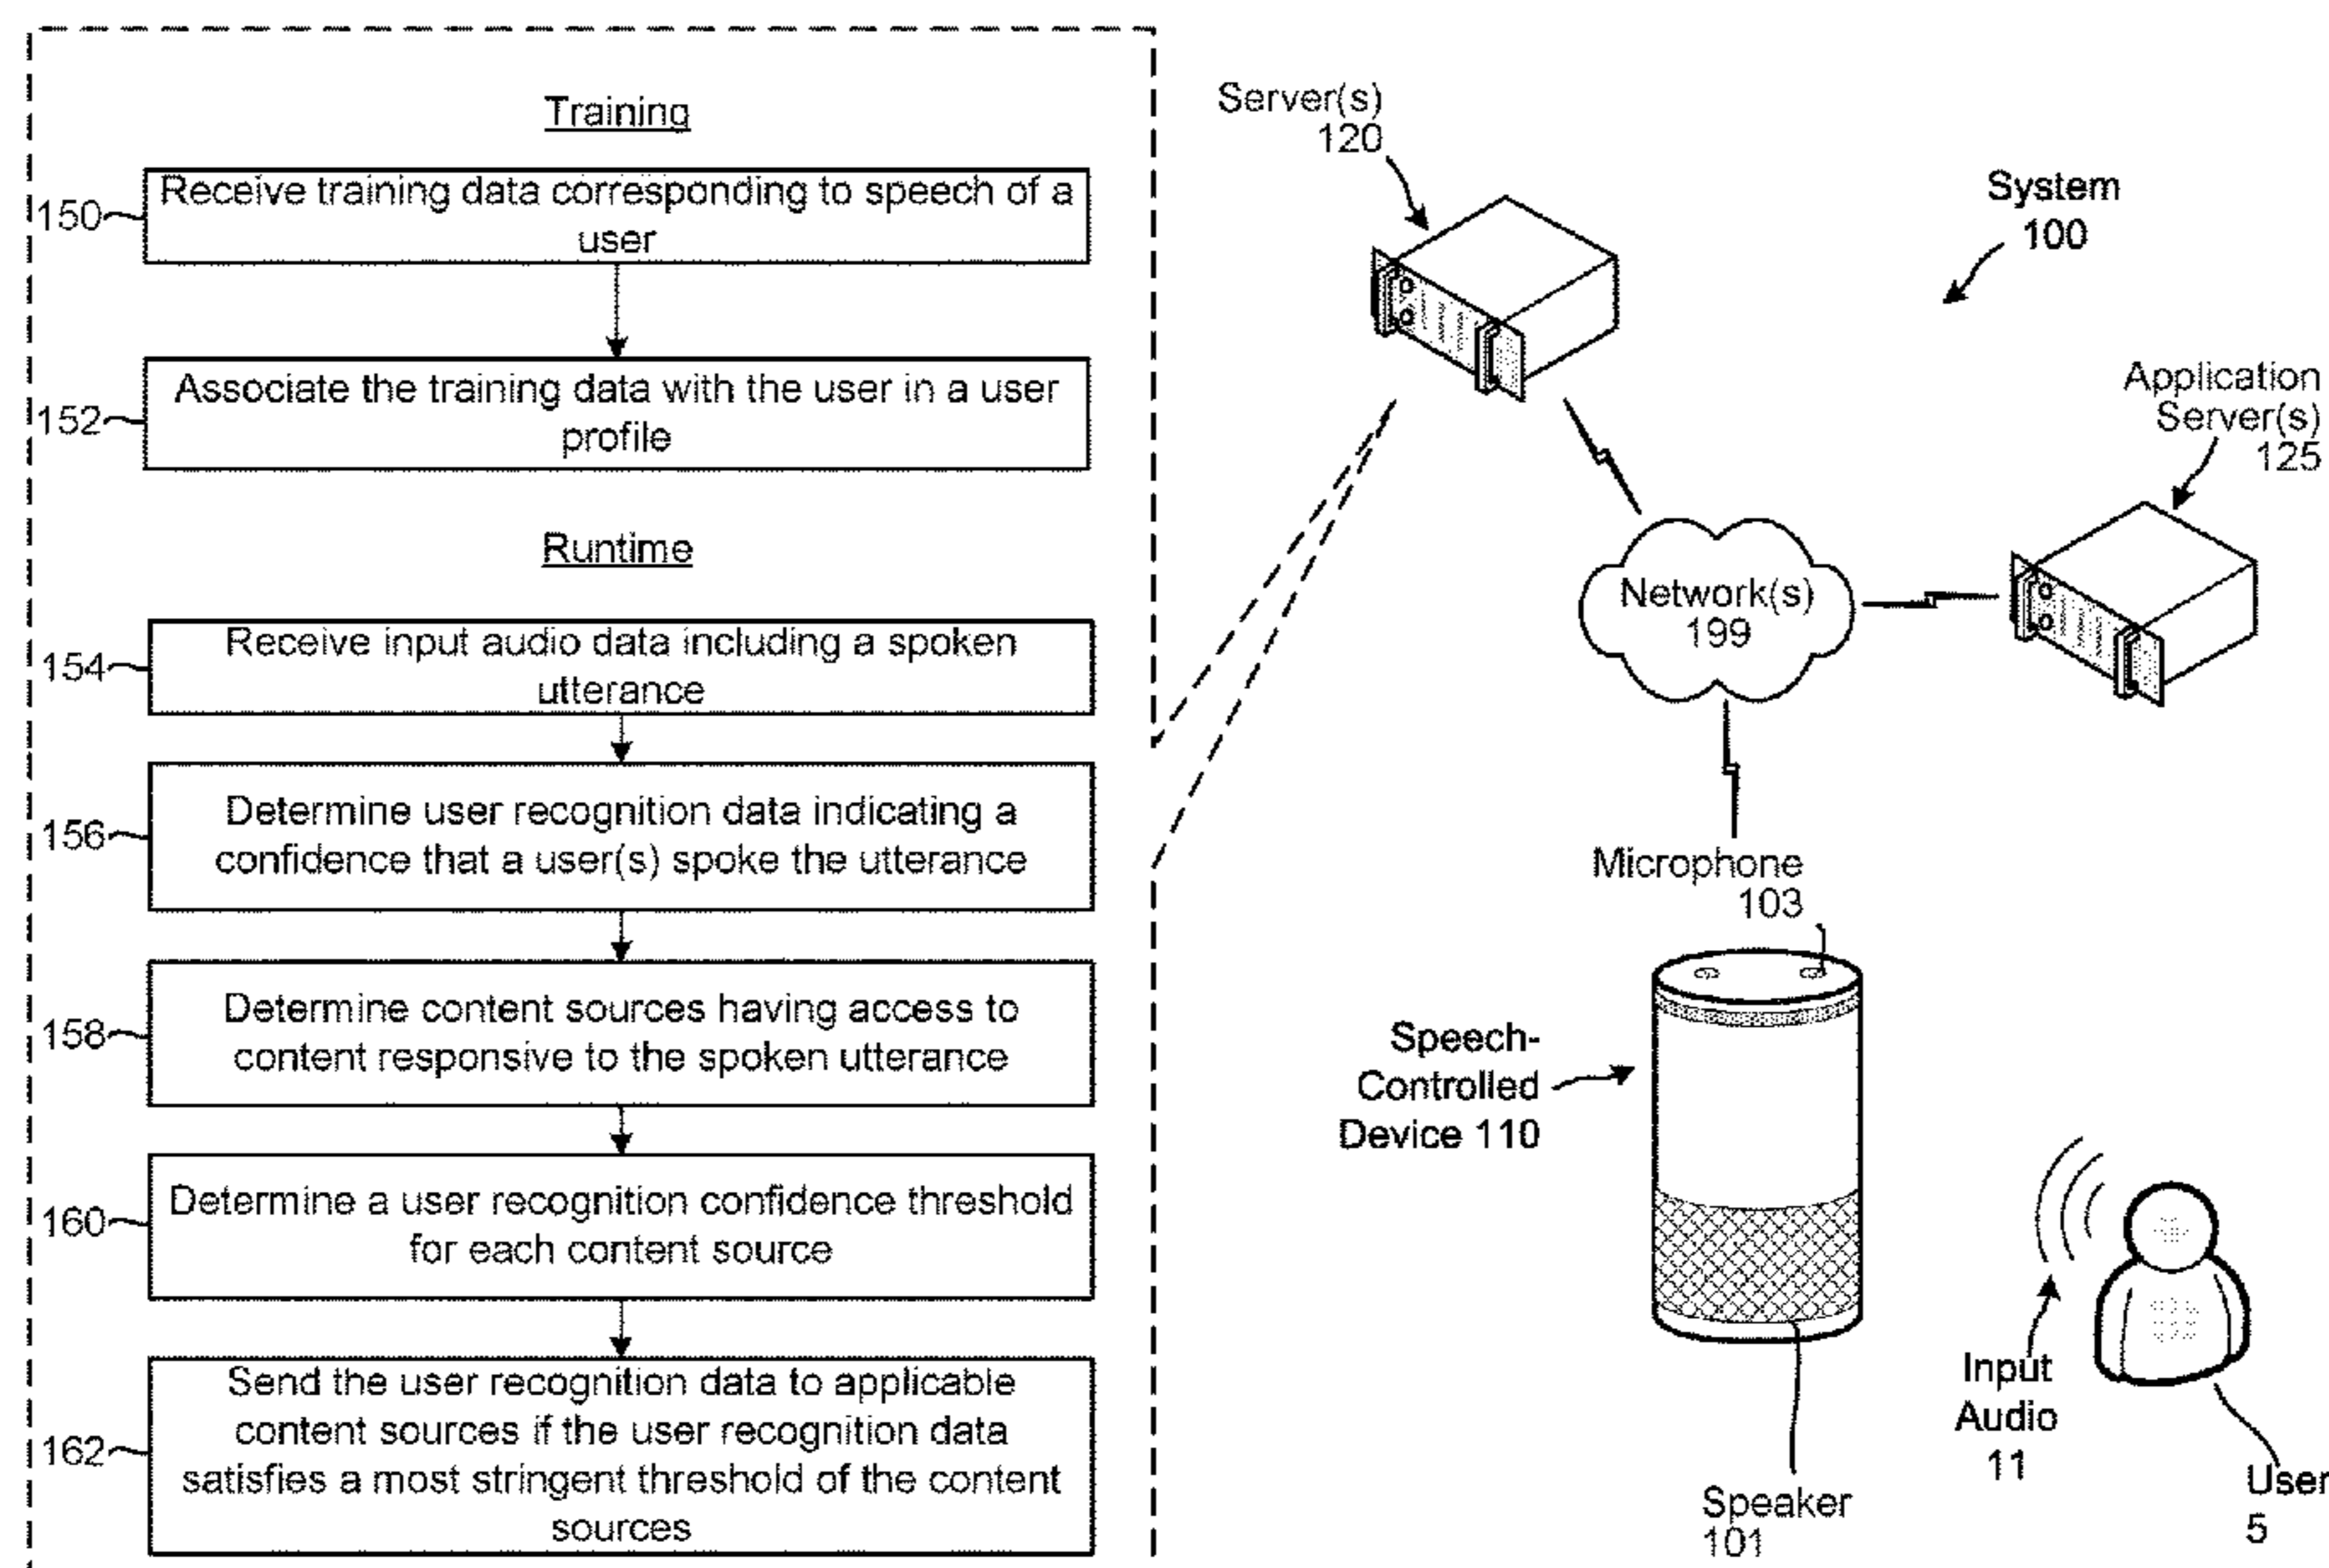 Training
150
Receive training data corresponding to speech of a
user
152
Associate the training data with the user in a user
profile
Runtime
154
Receive input audio data including a spoken
utterance
156
Determine user recognition data indicating a
confidence that a user(s) spoke the utterance
158
Determine content sources having access to
content responsive to the spoken utterance
160
Determine a user recognition confidence threshold
for each content source
162
Send the user recognition data to applicable
content sources if the user recognition data
satisfies a most stringent threshold of the content
sources
Server(s)
120
System
100
Application
Server(s)
125
Network(s)
199
Microphone
103
Speech-
Controlled
Device 110
Input
Audio
11
User
5
Speaker
101